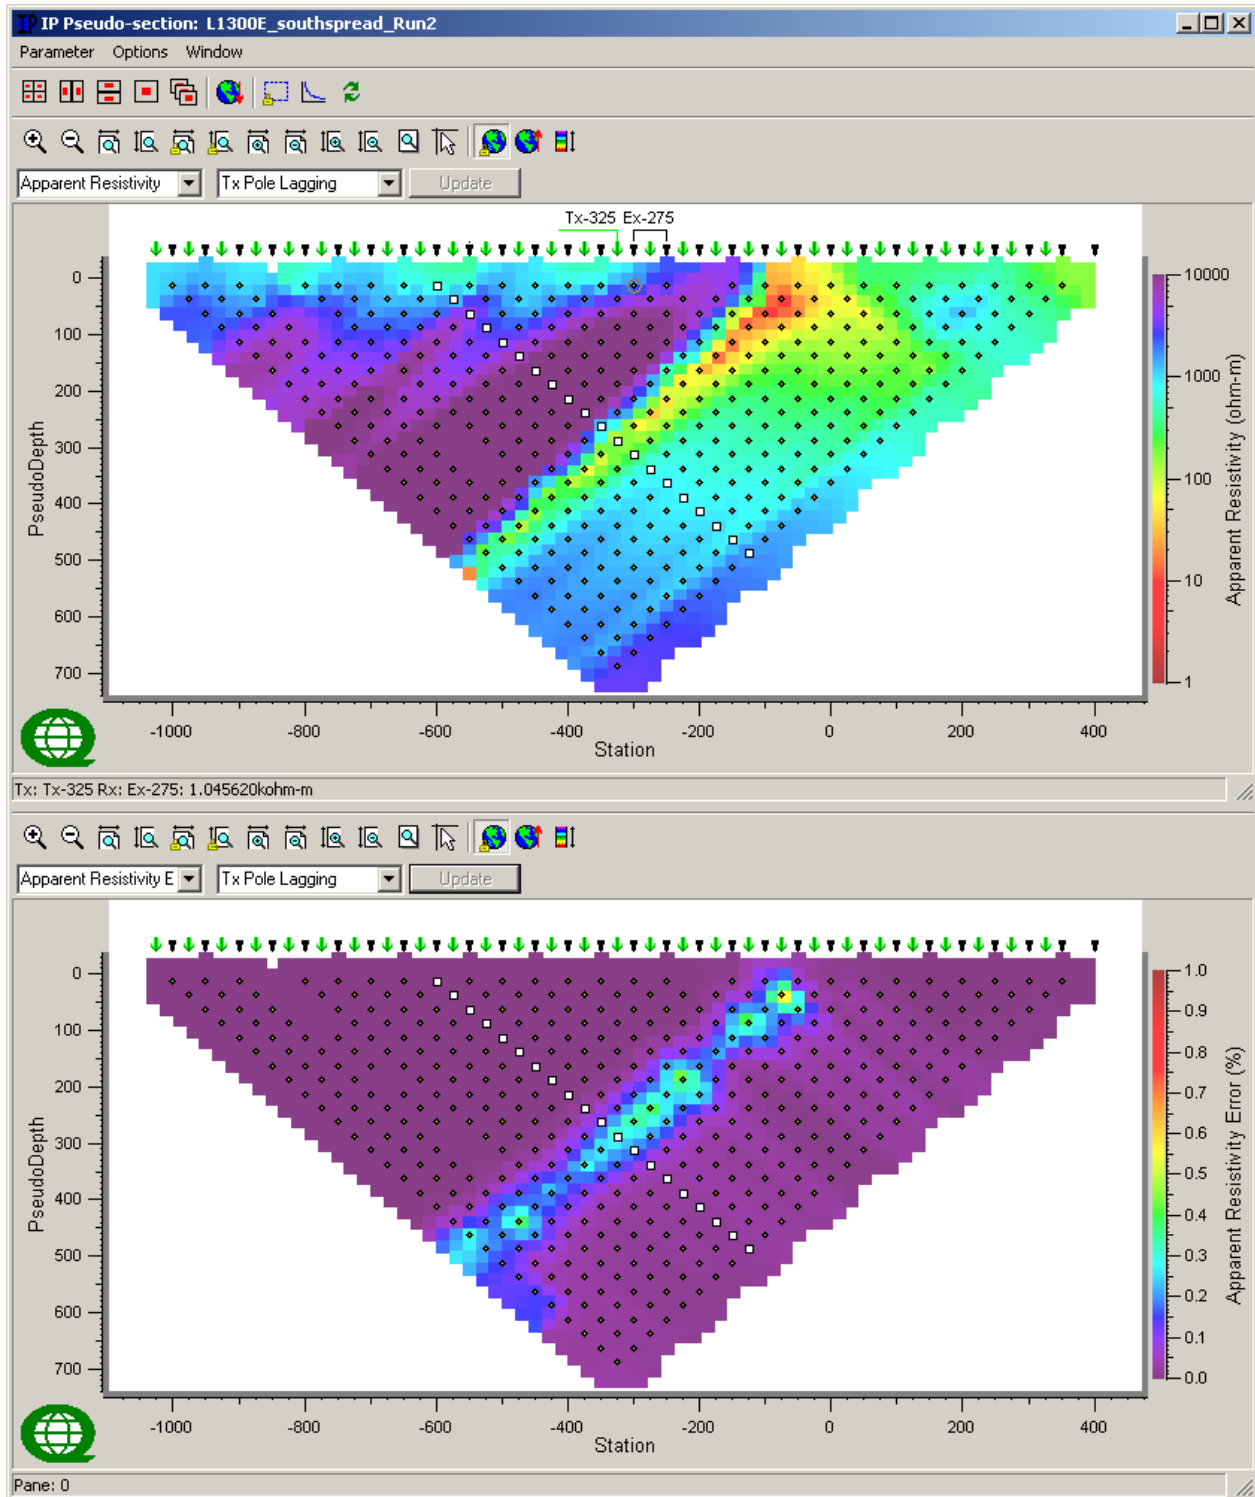 IP Pseudo-section: L1300E_southspread_Run2
Parameter Options Window
Apparent Resistivity Tx Pole Lagging Update
Tx-325 Ex-275
0
100
200
300
400
500
600
700
PseudoDepth
-1000 -800 -600 -400 -200 0 200 400
Station
10000
1000
100
10
1
Apparent Resistivity (ohm-m)
Tx: Tx-325 Rx: Ex-275: 1.045620kohm-m
Apparent Resistivity E Tx Pole Lagging Update
0
100
200
300
400
500
600
700
PseudoDepth
-1000 -800 -600 -400 -200 0 200 400
Station
1.0
0.9
0.8
0.7
0.6
0.5
0.4
0.3
0.2
0.1
0.0
Apparent Resistivity Error (%)
Pane: 0